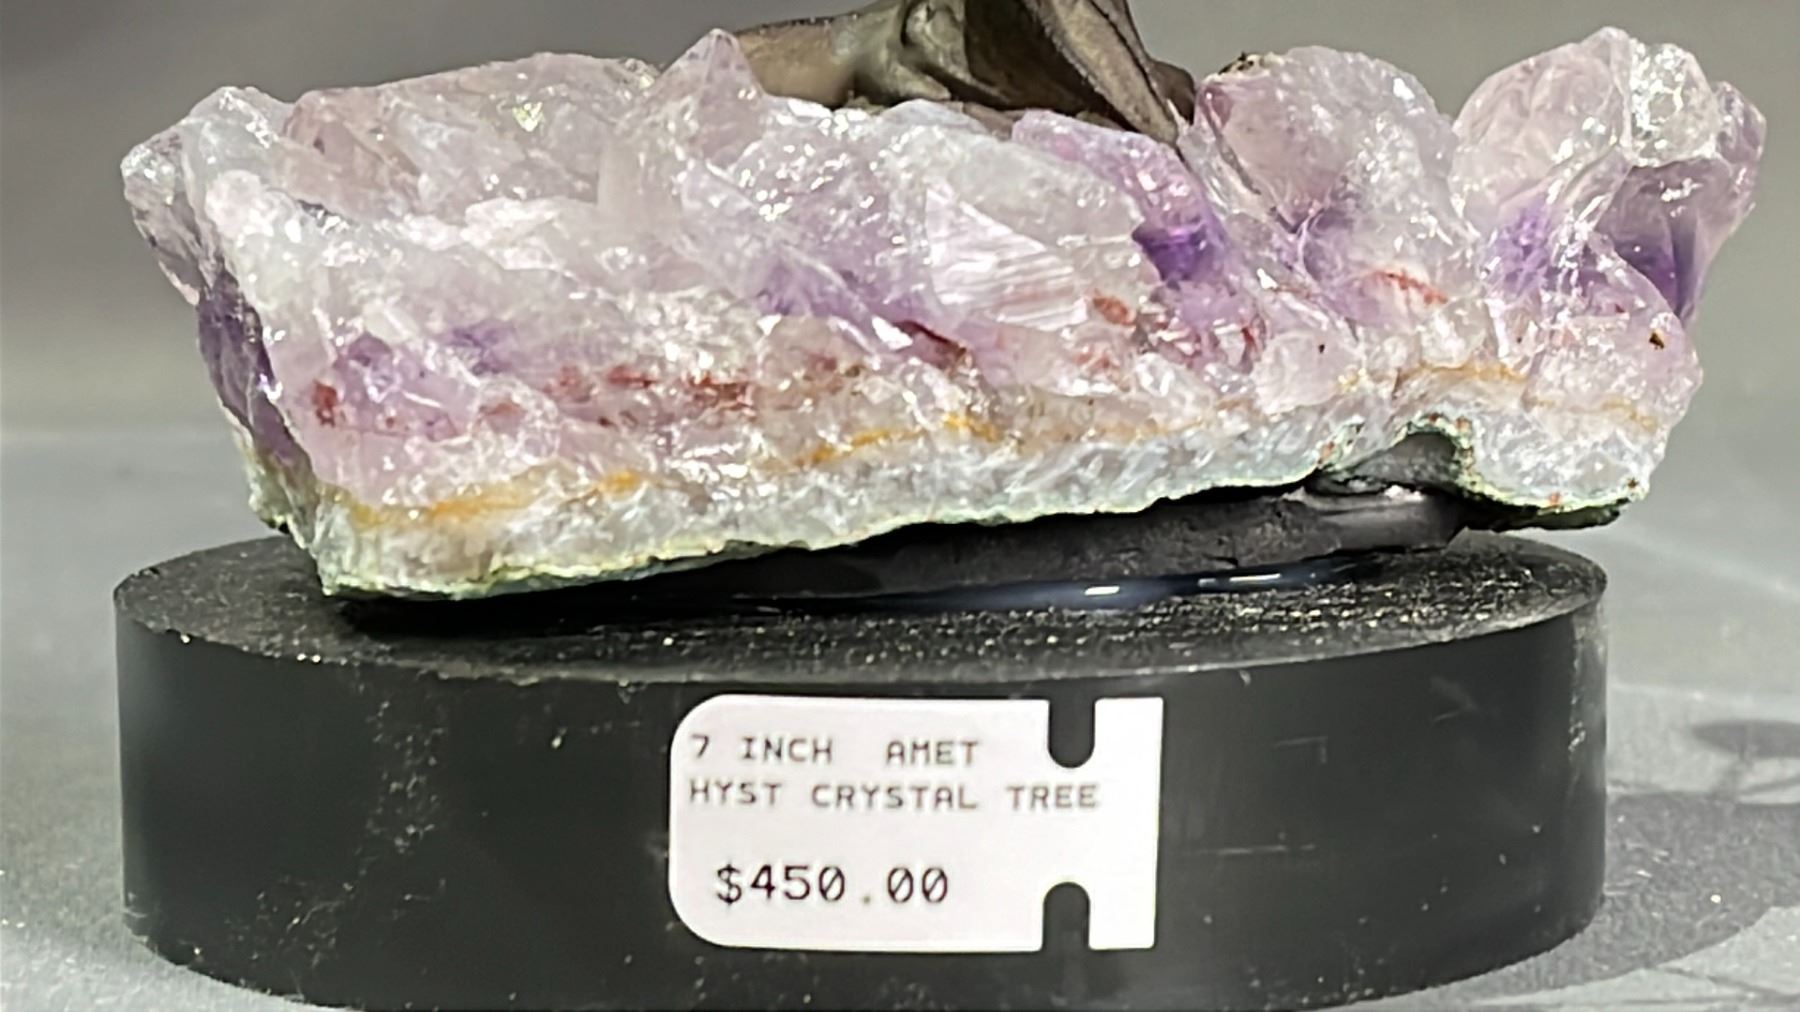 7 INCH  AMET
HYST CRYSTAL TREE
$450.00